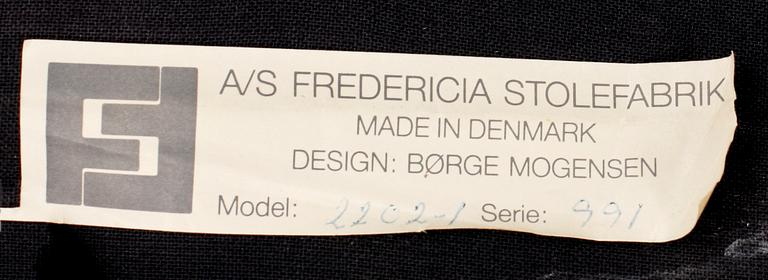 A/S FREDERICIA STOLEFABRIK
MADE IN DENMARK
DESIGN: BØRGE MOGENSEN
Model: 2202-1 Serie: 991